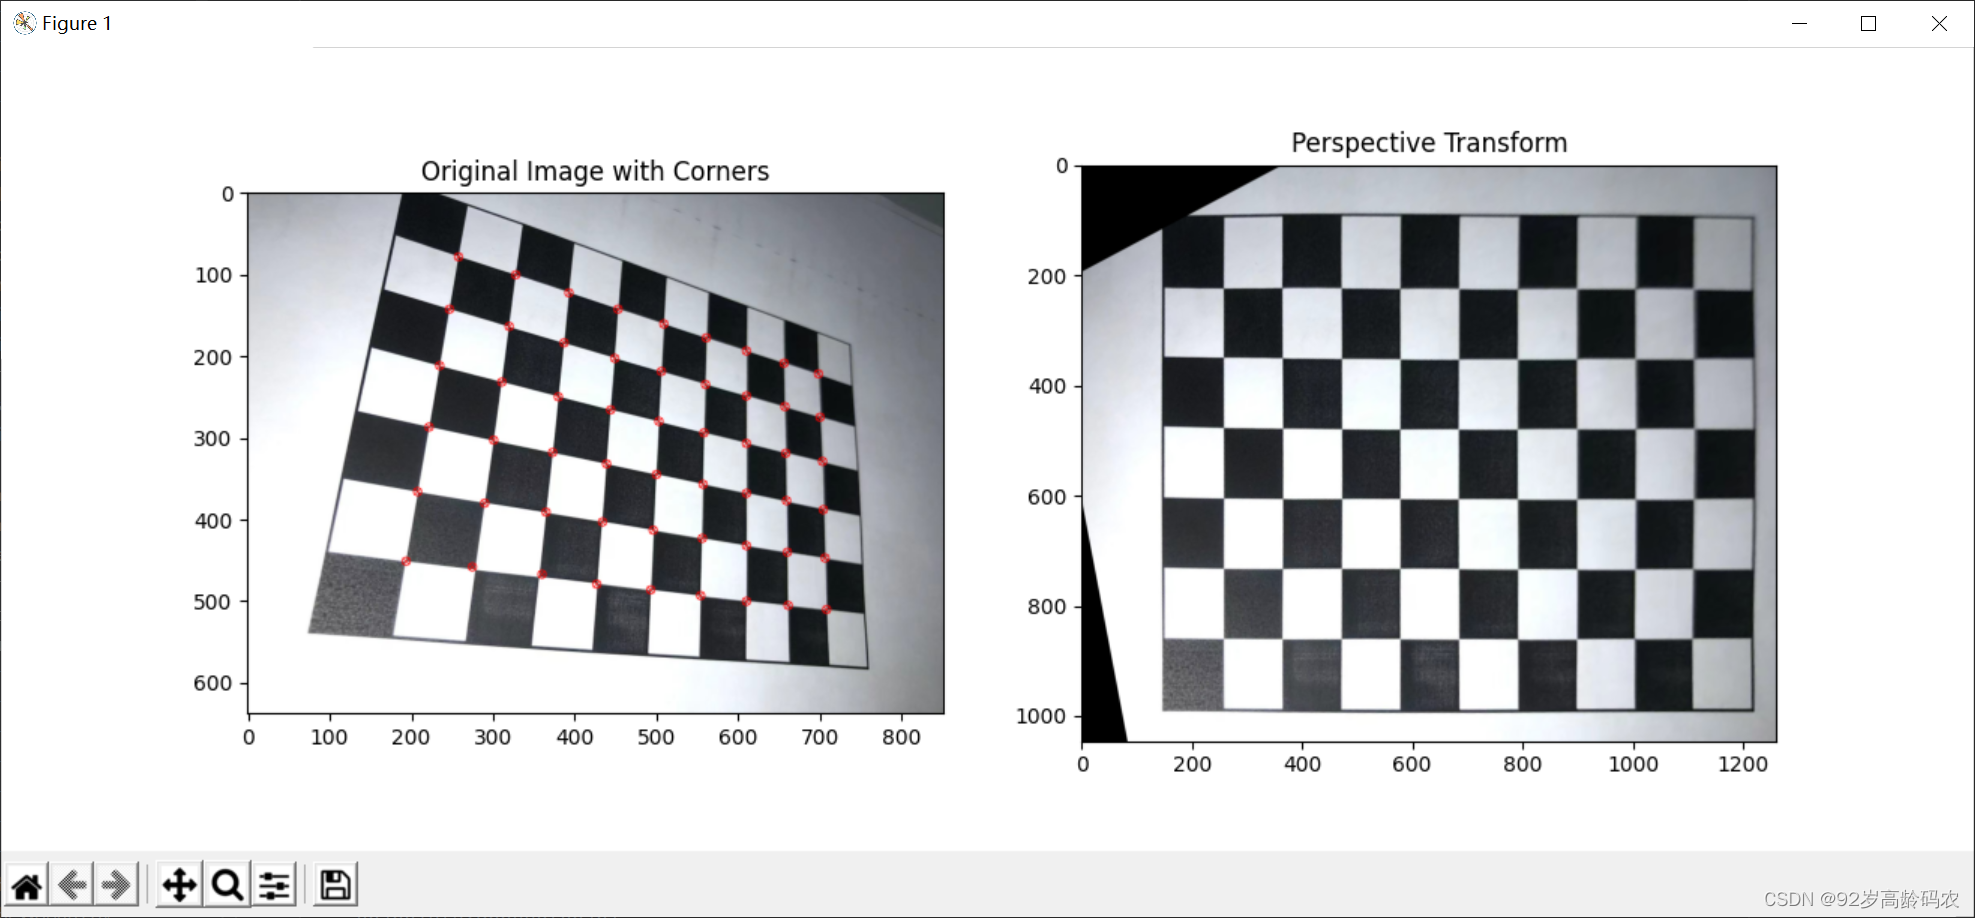 Figure 1
Original Image with Corners
0
100
200
300
400
500
600
0 100 200 300 400 500 600 700 800
Perspective Transform
0
200
400
600
800
1000
0 200 400 600 800 1000 1200
CSDN @92岁高龄码农